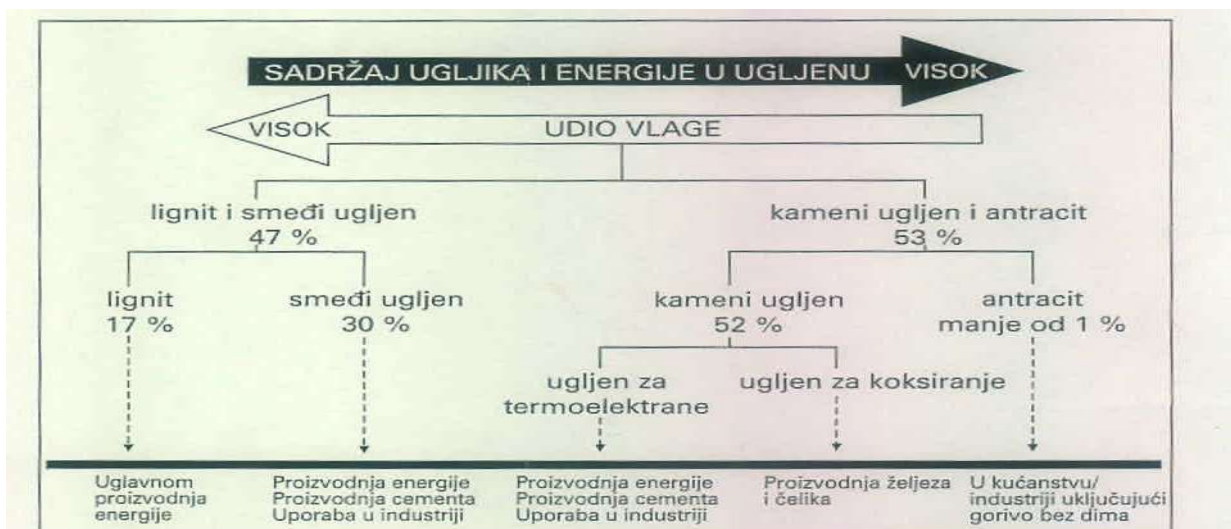 SADRŽAJ UGLJIKA I ENERGIJE U UGLJENU VISOK
VISOK UDIO VLAGE
lignit i smeđi ugljen
47 %
kameni ugljen i antracit
53 %
lignit
17 %
smeđi ugljen
30 %
kameni ugljen
52 %
antracit
manje od 1 %
ugljen za
termoelektrane
ugljen za koksiranje
Uglavnom
proizvodnja
energije
Proizvodnja energije
Proizvodnja cementa
Uporaba u industriji
Proizvodnja energije
Proizvodnja cementa
Uporaba u industriji
Proizvodnja željeza
i čelika
U kućanstvu/
industriji uključujući
gorivo bez dima